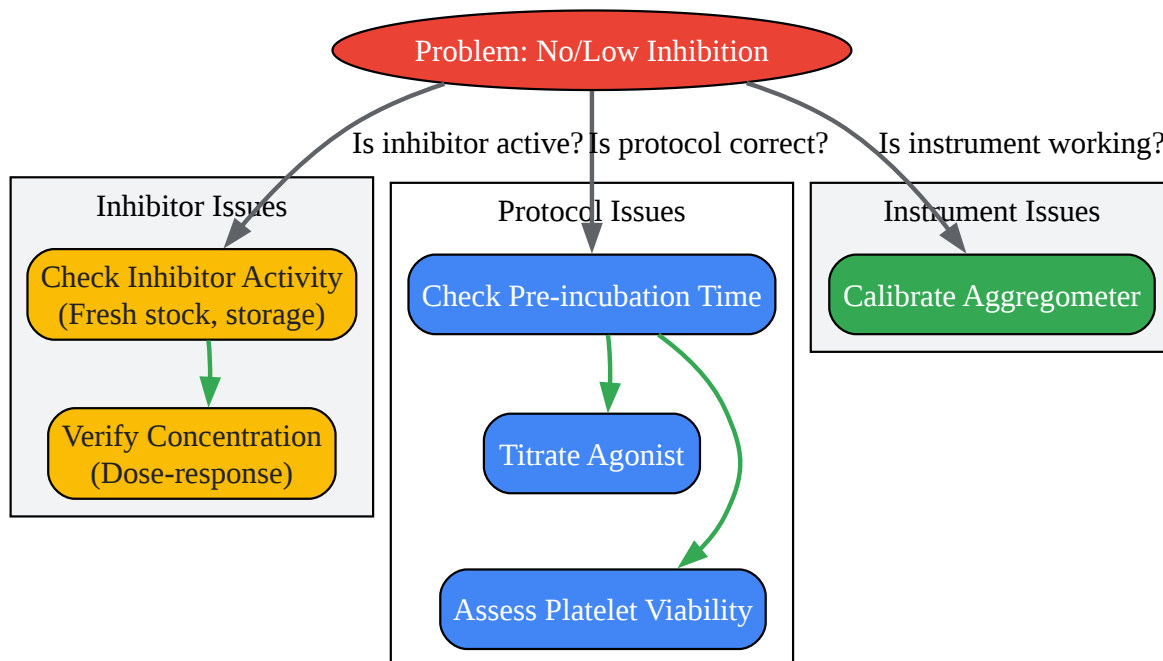 Problem: No/Low Inhibition
Is inhibitor active?
Is protocol correct?
Is instrument working?
Inhibitor Issues
Check Inhibitor Activity
(Fresh stock, storage)
Verify Concentration
(Dose-response)
Protocol Issues
Check Pre-incubation Time
Titrate Agonist
Assess Platelet Viability
Instrument Issues
Calibrate Aggregometer